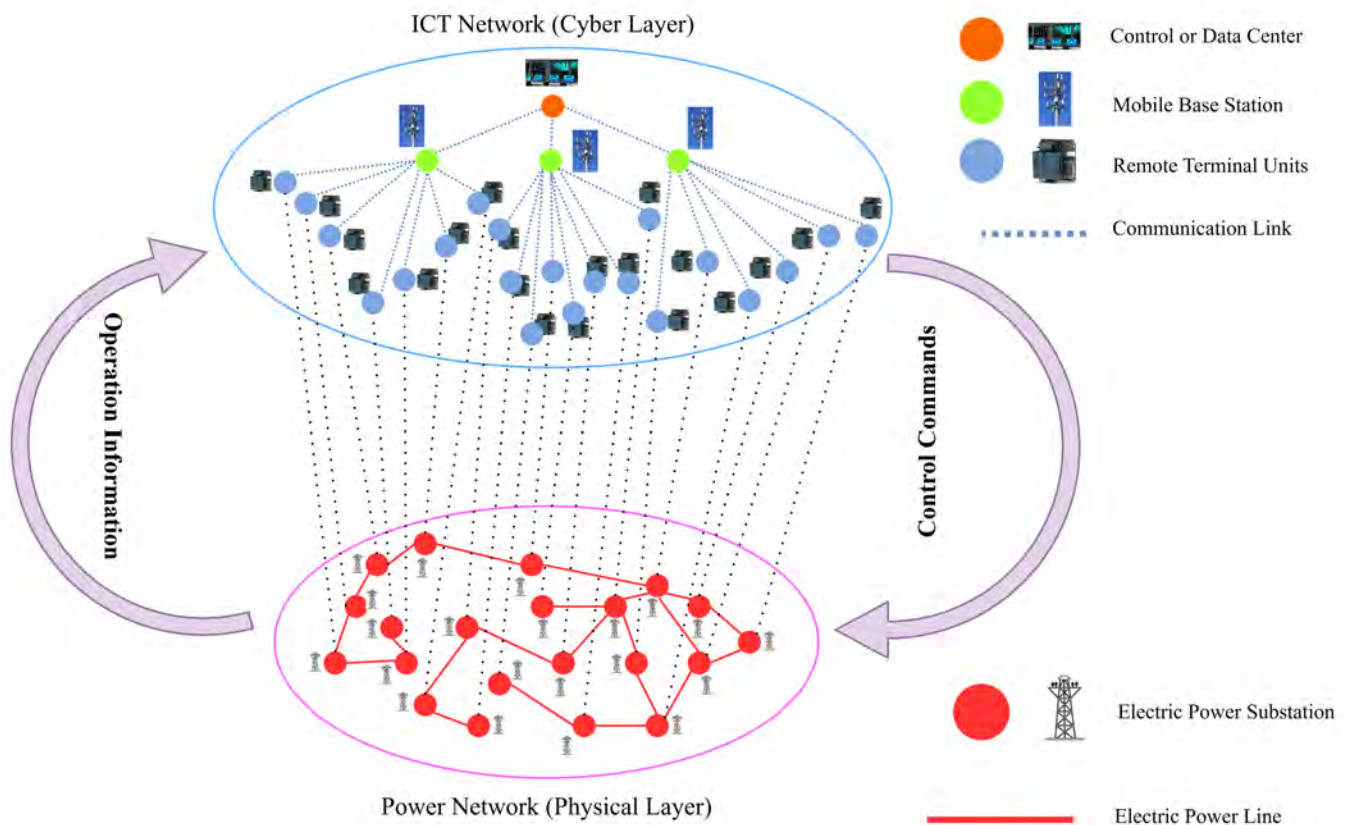 ICT Network (Cyber Layer)
Control or Data Center
Mobile Base Station
Remote Terminal Units
Communication Link
Operation Information
Control Commands
Electric Power Substation
Power Network (Physical Layer)
Electric Power Line